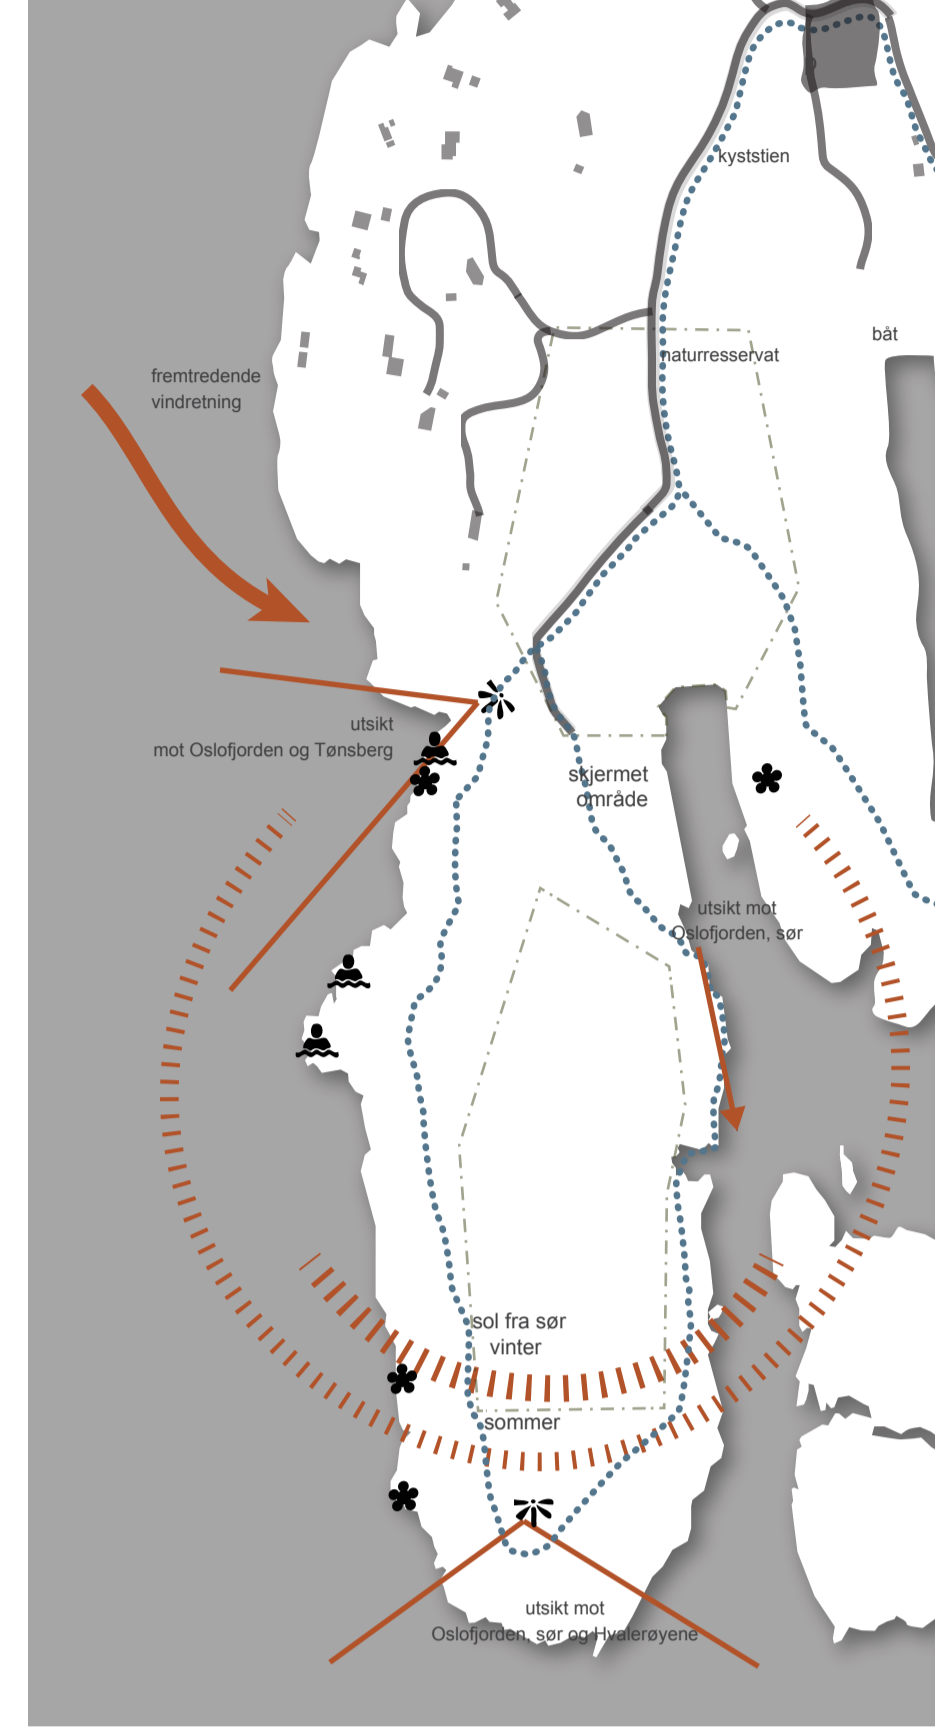 kyststien
båt
naturresservat
fremtredende
vindretning
utsikt
mot Oslofjorden og Tønsberg
skjermet
område
utsikt mot
Oslofjorden, sør
sol fra sør
vinter
sommer
utsikt mot
Oslofjorden, sør og Hvalerøyene